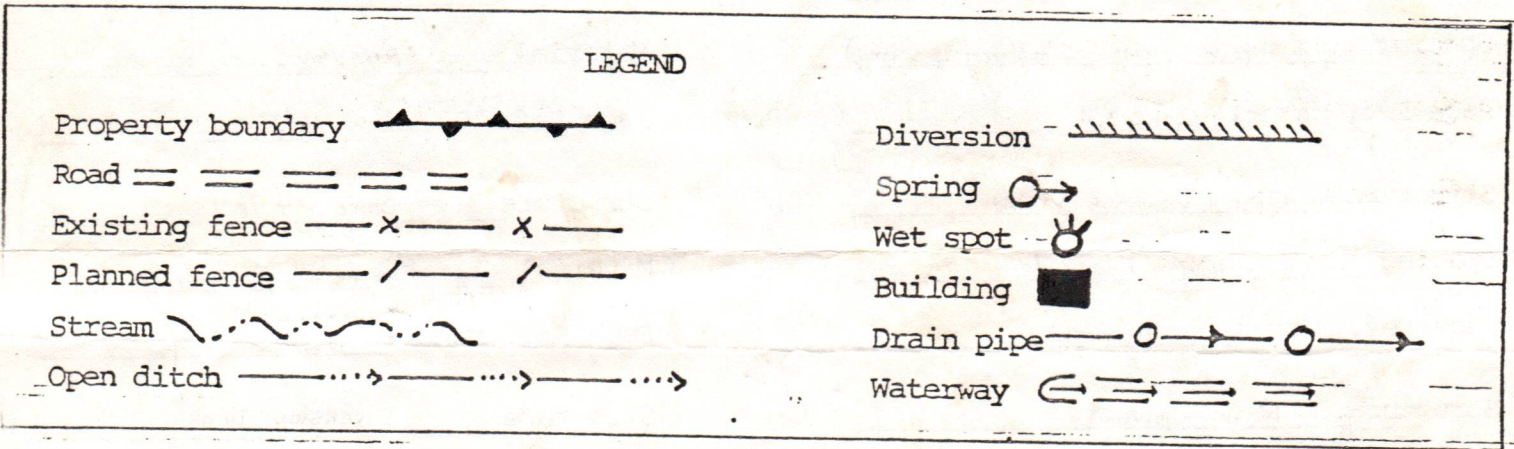 LEGEND
Property boundary
Road
Existing fence
Planned fence
Stream
Open ditch
Diversion
Spring
Wet spot
Building
Drain pipe
Waterway